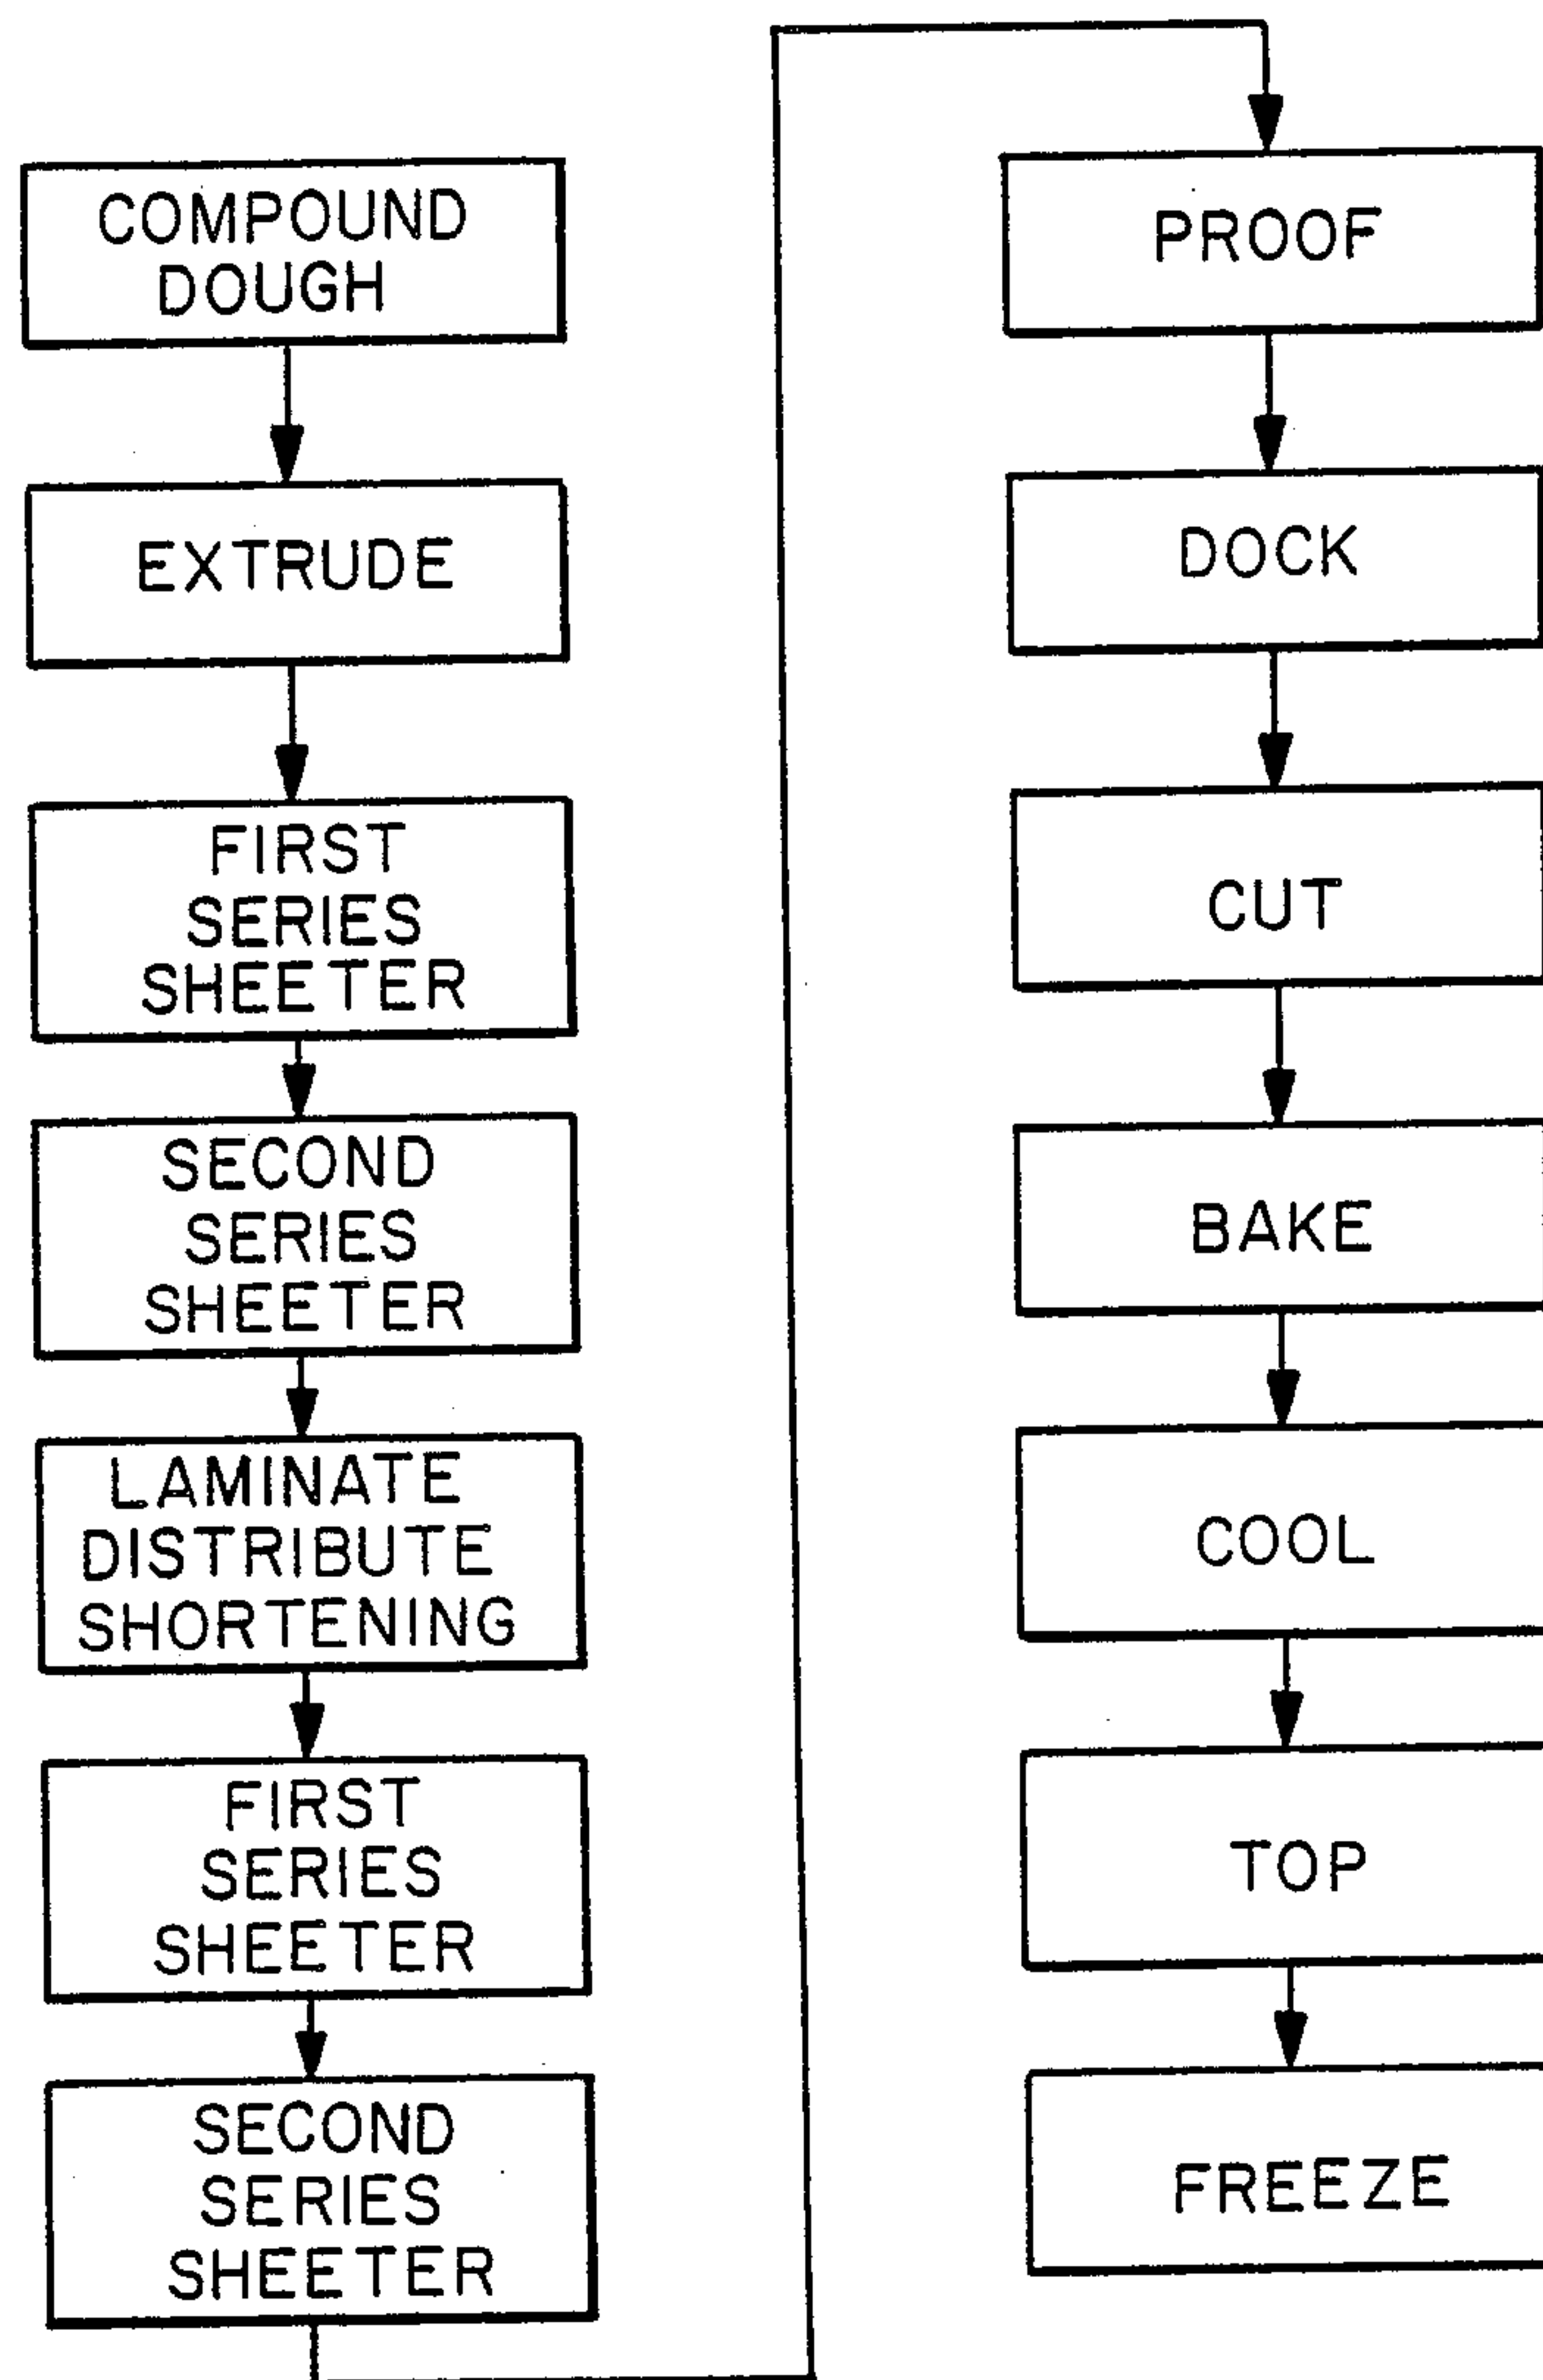 COMPOUND
DOUGH
EXTRUDE
FIRST
SERIES
SHEETER
SECOND
SERIES
SHEETER
LAMINATE
DISTRIBUTE
SHORTENING
FIRST
SERIES
SHEETER
SECOND
SERIES
SHEETER
PROOF
DOCK
CUT
BAKE
COOL
TOP
FREEZE